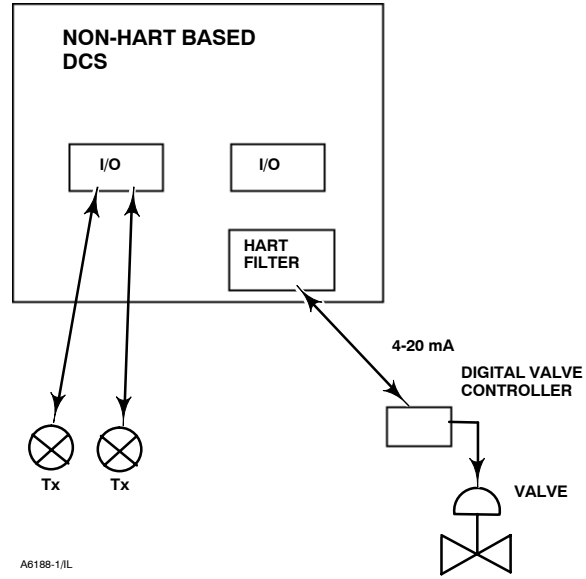 NON-HART BASED
DCS
I/O
I/O
HART
FILTER
4-20 mA
DIGITAL VALVE
CONTROLLER
Tx
Tx
VALVE
A6188-1/IL